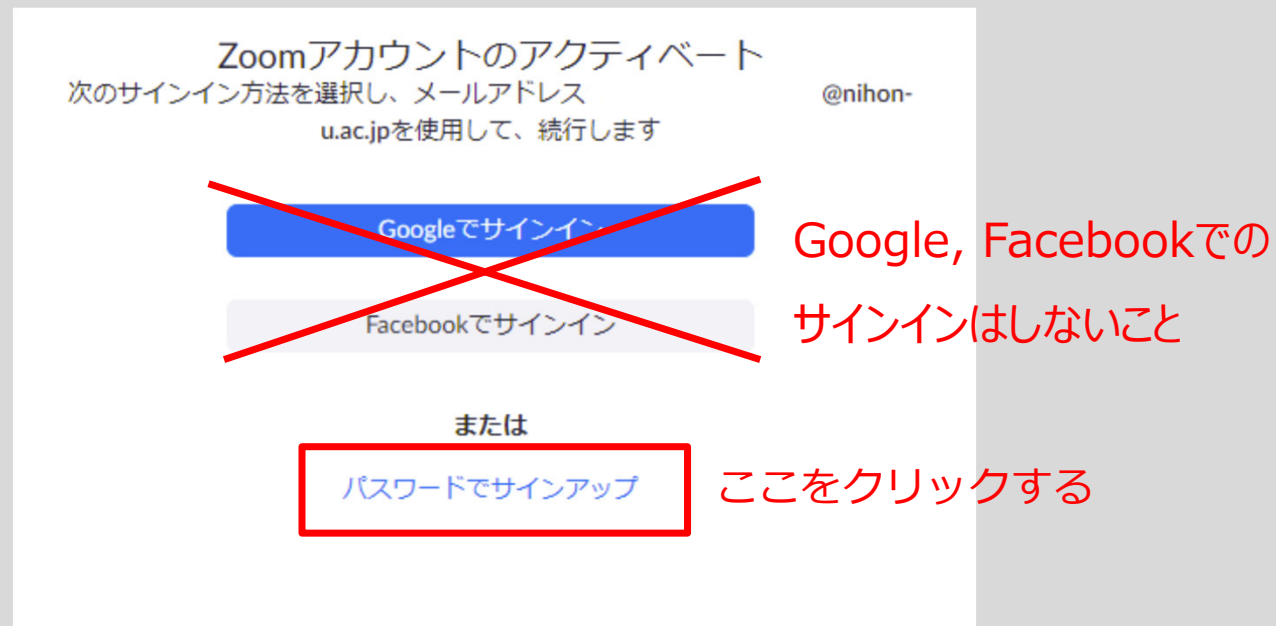 Zoomアカウントのアクティベート
次のサインイン方法を選択し、メールアドレス @nihon-
u.ac.jpを使用して、続行します
Googleでサインイン
Google, Facebookでの
サインインはしないこと
Facebookでサインイン
または
パスワードでサインアップ
ここをクリックする